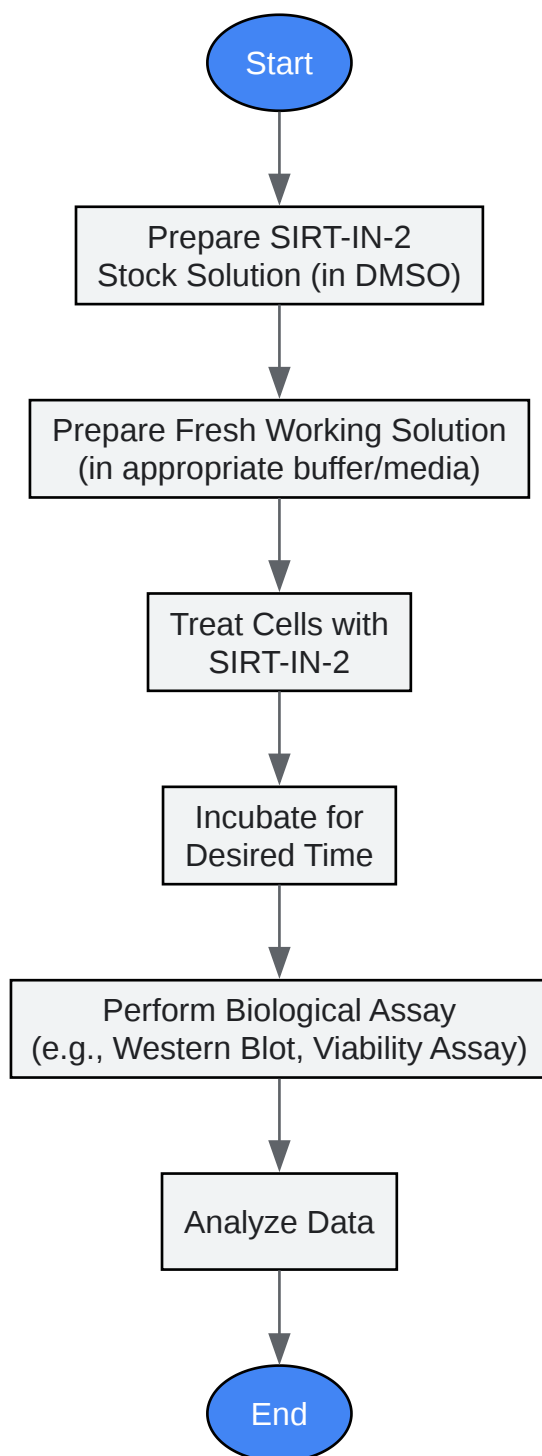 Start
Prepare SIRT-IN-2
Stock Solution (in DMSO)
Prepare Fresh Working Solution
(in appropriate buffer/media)
Treat Cells with
SIRT-IN-2
Incubate for
Desired Time
Perform Biological Assay
(e.g., Western Blot, Viability Assay)
Analyze Data
End